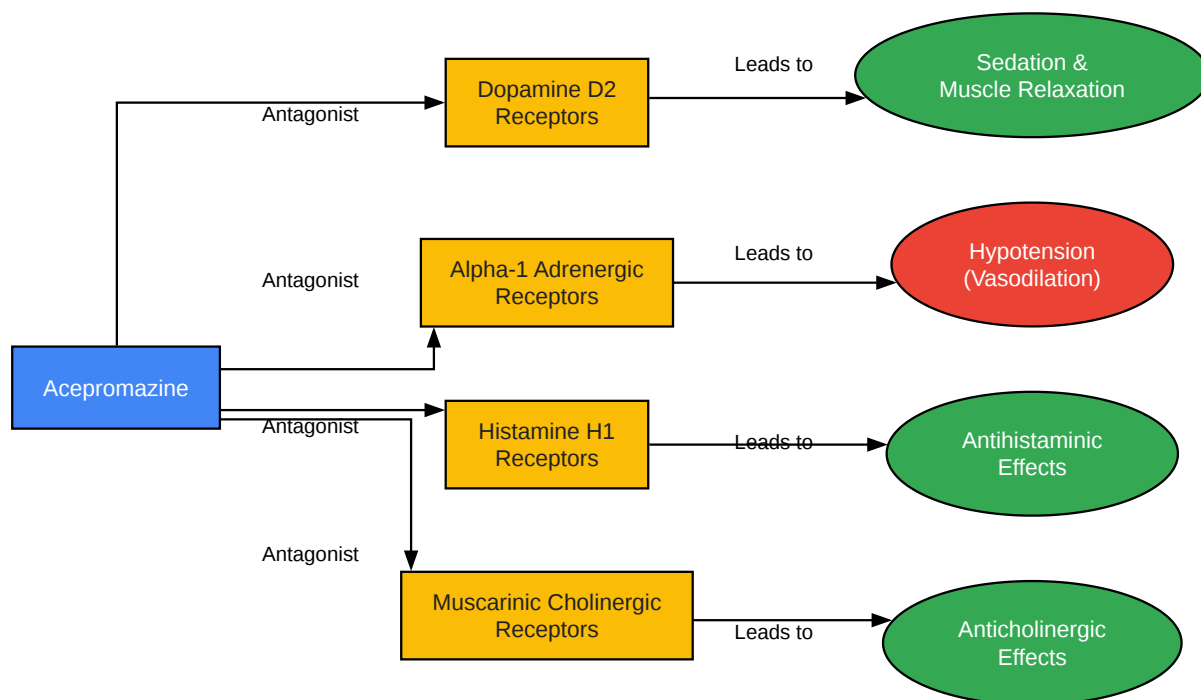 Leads to
Sedation &
Muscle Relaxation
Antagonist
Dopamine D2
Receptors
Antagonist
Alpha-1 Adrenergic
Receptors
Leads to
Hypotension
(Vasodilation)
Acepromazine
Antagonist
Histamine H1
Receptors
Leads to
Antihistaminic
Effects
Antagonist
Muscarinic Cholinergic
Receptors
Leads to
Anticholinergic
Effects